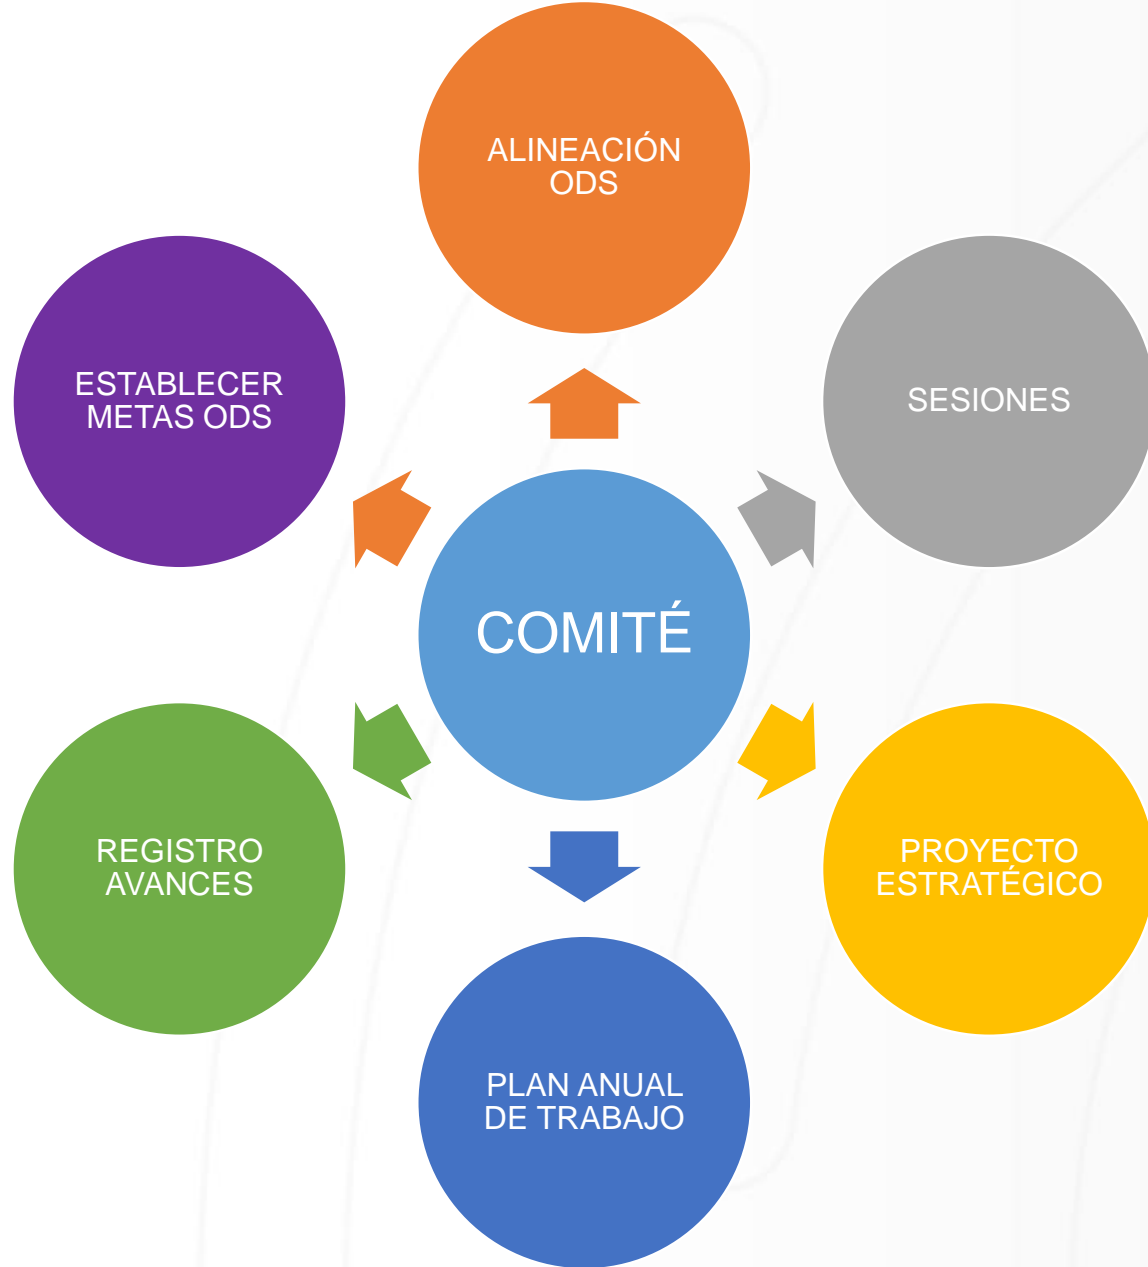 ALINEACIÓN
ODS
ESTABLECER
METAS ODS
SESIONES
COMITÉ
REGISTRO
AVANCES
PROYECTO
ESTRATÉGICO
PLAN ANUAL
DE TRABAJO